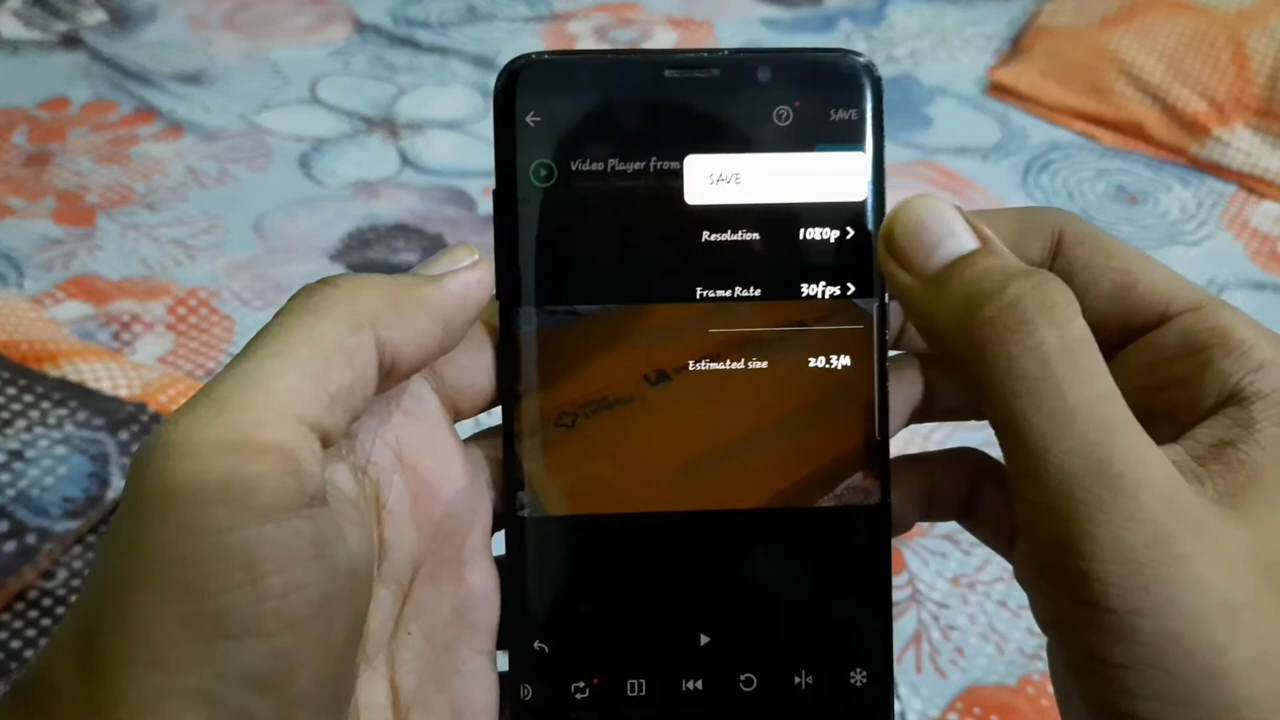 SAVE
Video Player from
SAVE
Resolution 1080p
Frame Rate 30fps
Estimated size 20.3M